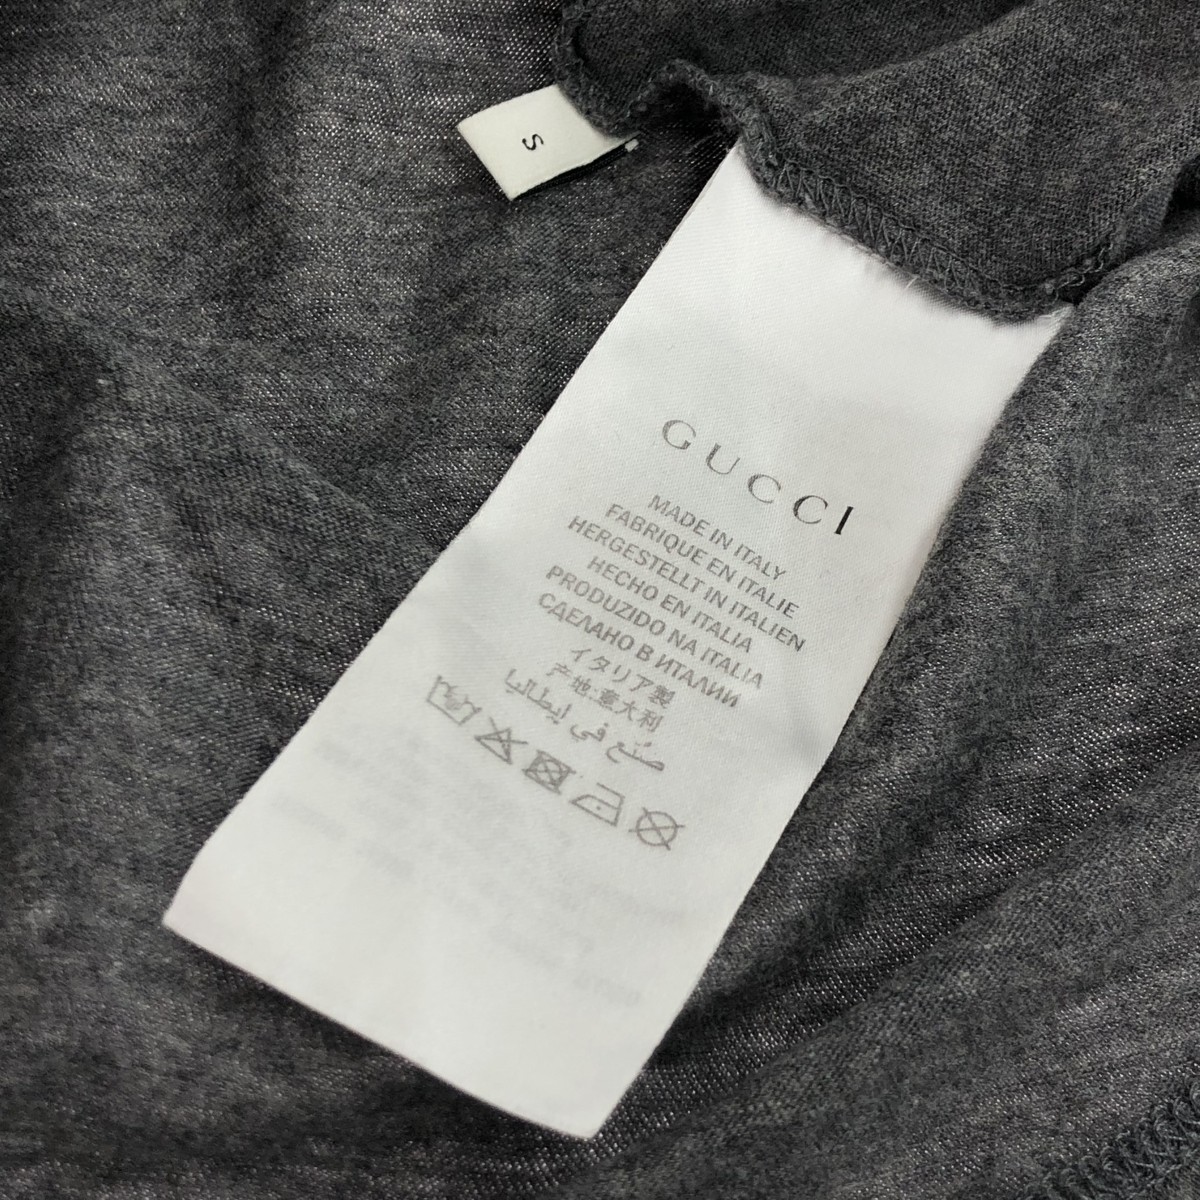 S
GUCCI
MADE IN ITALY
FABRIQUE EN ITALIE
HERGESTELLT IN ITALIEN
HECHO EN ITALIA
PRODUZIDO NA ITALIA
СДЕЛАНО В ИТАЛИИ
イタリア製
产地:意大利
صُنّع في إيطاليا